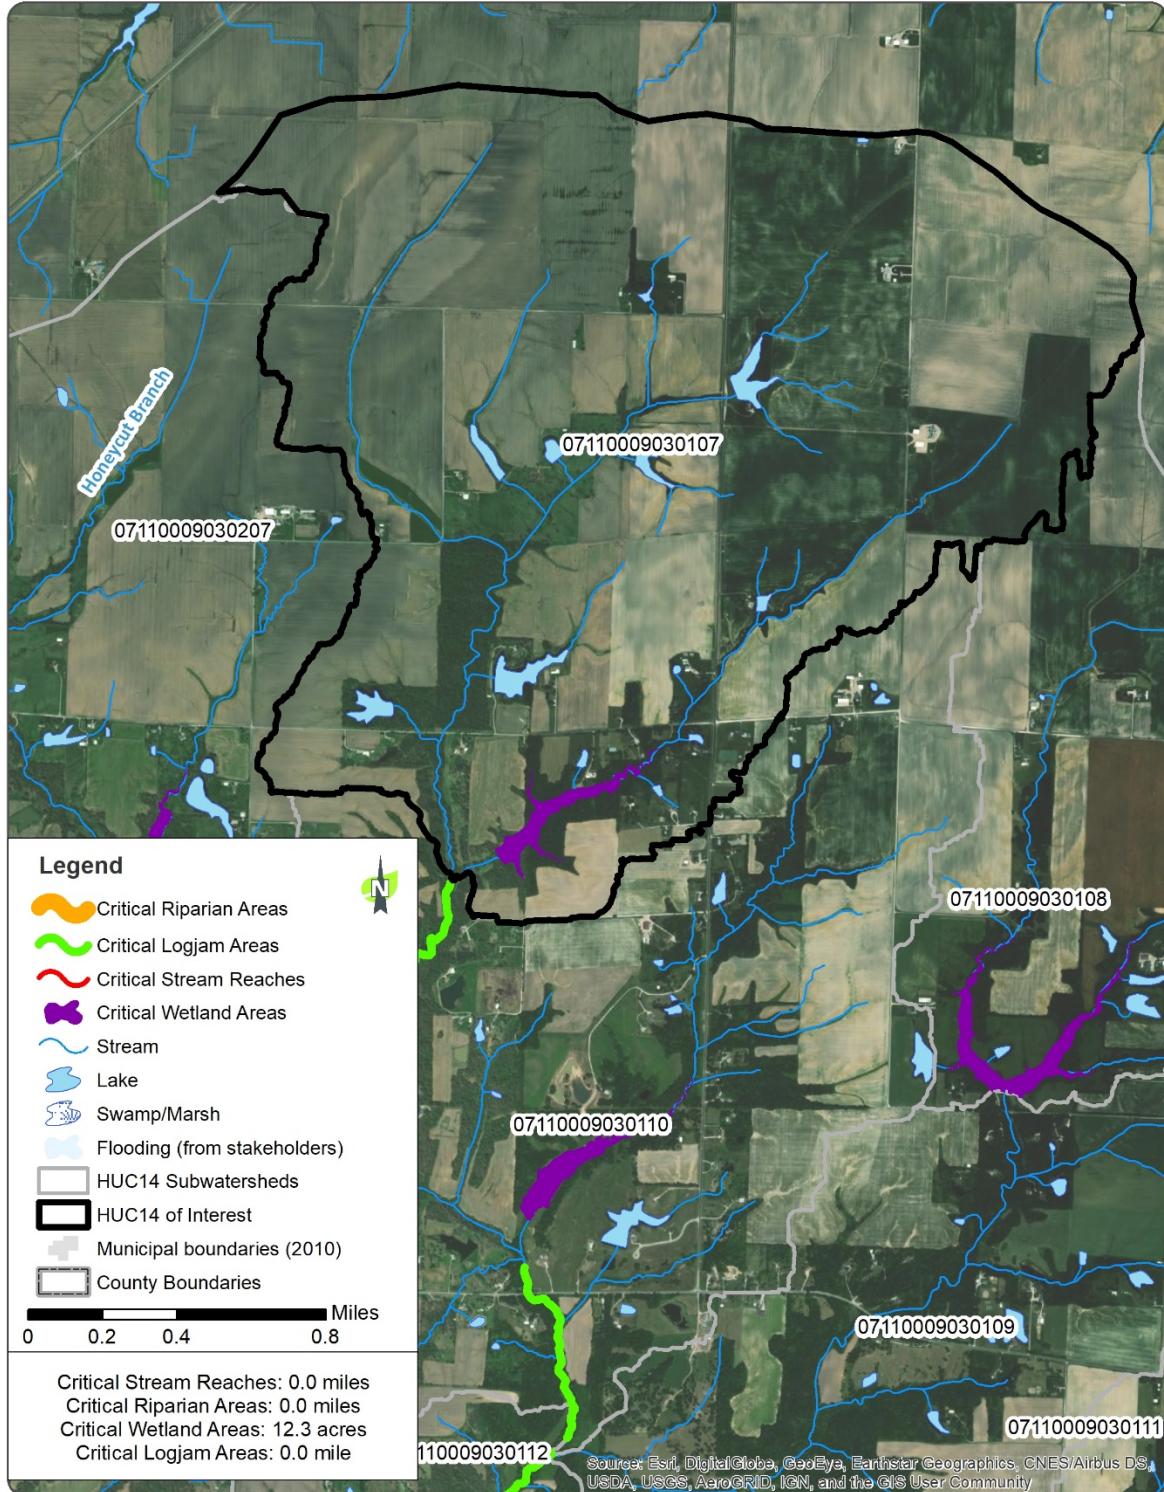 07110009030107
Honeycut Branch
07110009030207
07110009030108
07110009030110
07110009030109
07110009030111
110009030112
Legend
N
Critical Riparian Areas
Critical Logjam Areas
Critical Stream Reaches
Critical Wetland Areas
Stream
Lake
Swamp/Marsh
Flooding (from stakeholders)
HUC14 Subwatersheds
HUC14 of Interest
Municipal boundaries (2010)
County Boundaries
Miles
0 0.2 0.4 0.8
Critical Stream Reaches: 0.0 miles
Critical Riparian Areas: 0.0 miles
Critical Wetland Areas: 12.3 acres
Critical Logjam Areas: 0.0 mile
Source: Esri, DigitalGlobe, GeoEye, Earthstar Geographics, CNES/Airbus DS,
USDA, USGS, AeroGRID, IGN, and the GIS User Community